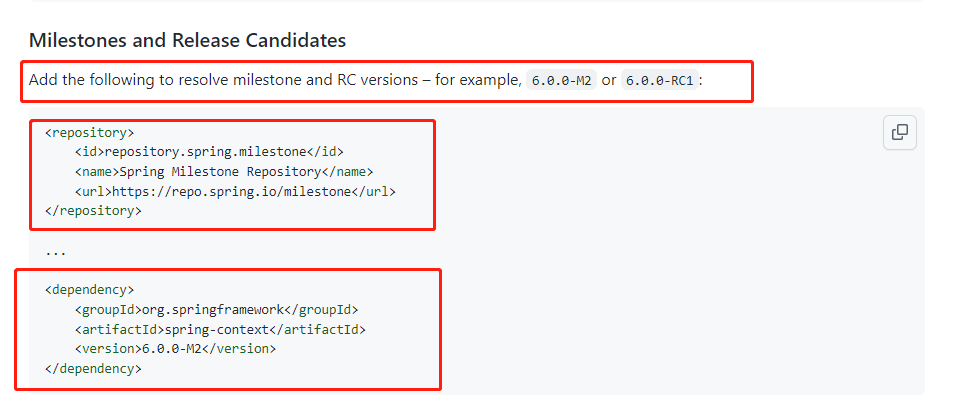 Milestones and Release Candidates
Add the following to resolve milestone and RC versions – for example, 6.0.0-M2 or 6.0.0-RC1:
<repository>
    <id>repository.spring.milestone</id>
    <name>Spring Milestone Repository</name>
    <url>https://repo.spring.io/milestone</url>
</repository>
...
<dependency>
    <groupId>org.springframework</groupId>
    <artifactId>spring-context</artifactId>
    <version>6.0.0-M2</version>
</dependency>